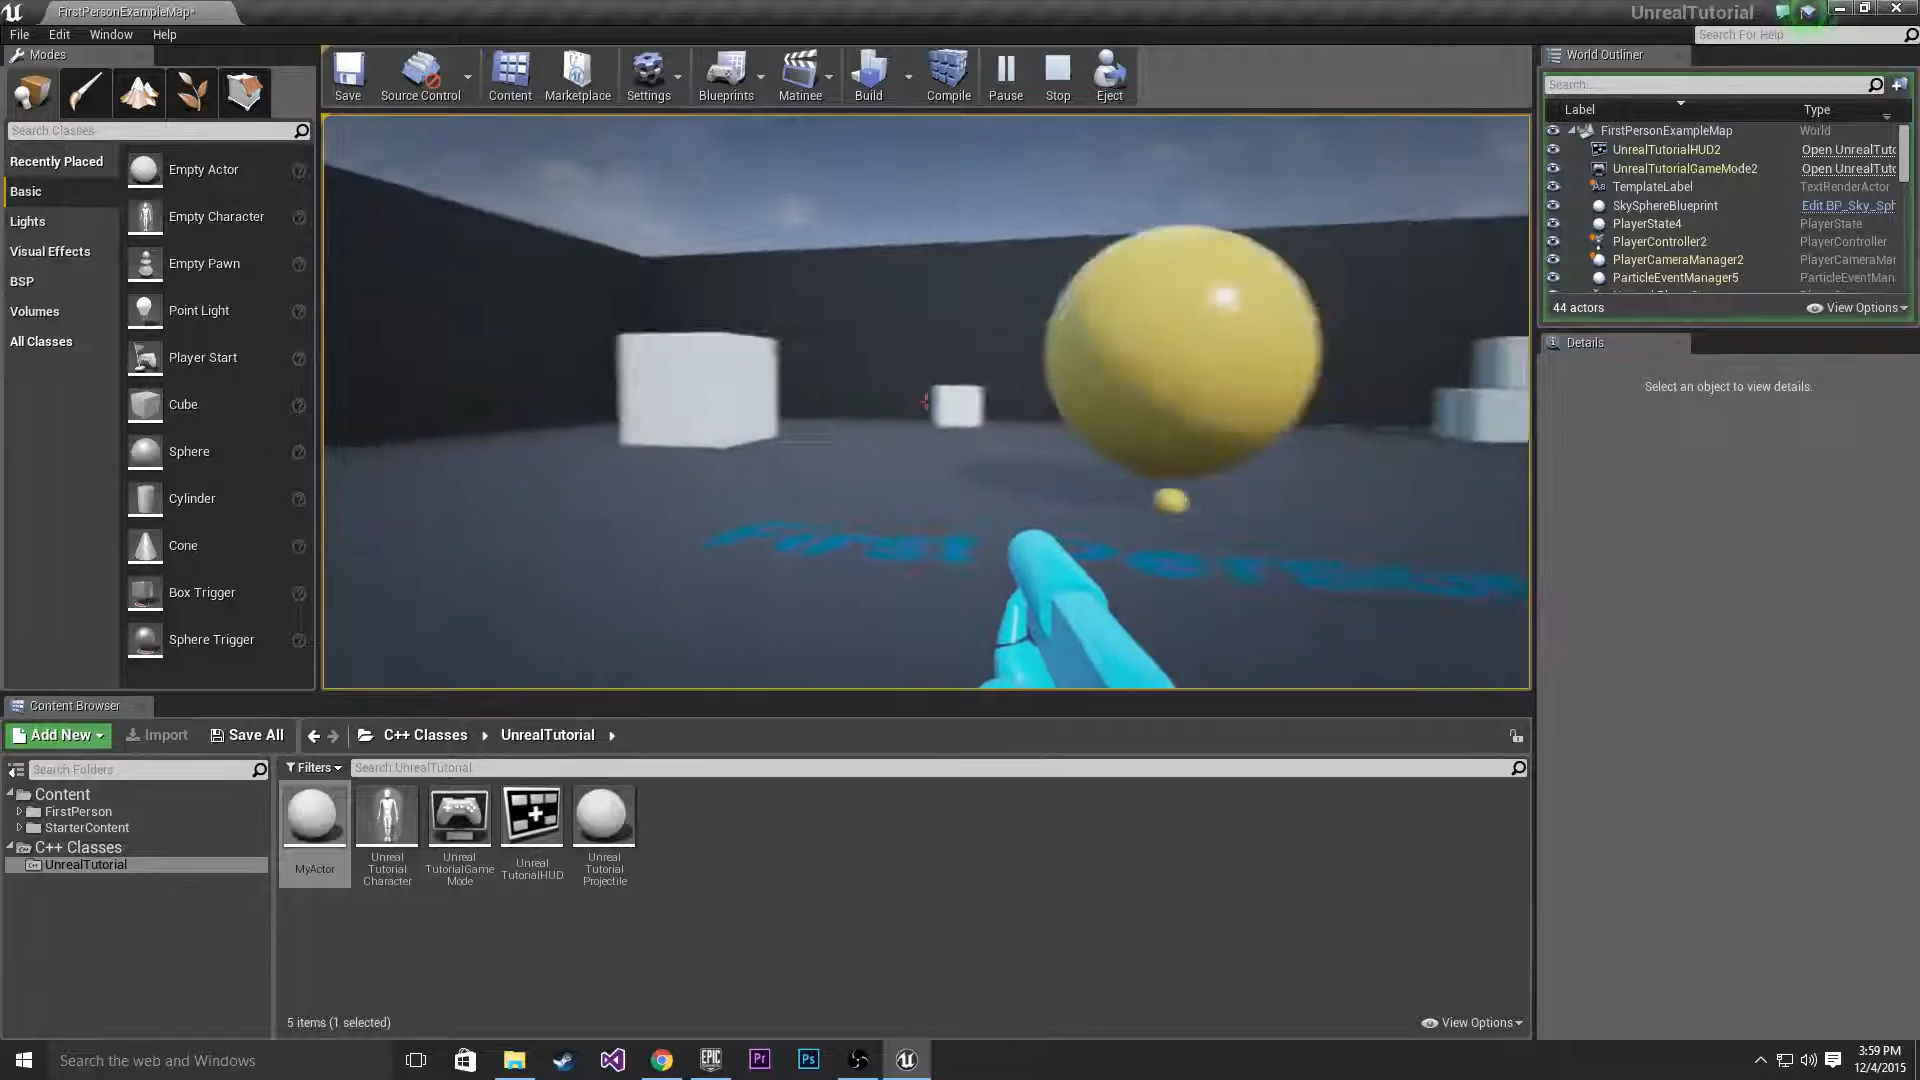 FirstPersonExampleMap*
UnrealTutorial
File Edit Window Help
Search For Help
Modes
Save Source Control Content Marketplace Settings Blueprints Matinee Build Compile Pause Stop Eject
Search Classes
Recently Placed
Basic
Lights
Visual Effects
BSP
Volumes
All Classes
Empty Actor
Empty Character
Empty Pawn
Point Light
Player Start
Cube
Sphere
Cylinder
Cone
Box Trigger
Sphere Trigger
World Outliner
Search...
Label Type
FirstPersonExampleMap World
UnrealTutorialHUD2 Open UnrealTuto
UnrealTutorialGameMode2 Open UnrealTuto
TemplateLabel TextRenderActor
SkySphereBlueprint Edit BP_Sky_Sph
PlayerState4 PlayerState
PlayerController2 PlayerController
PlayerCameraManager2 PlayerCameraMar
ParticleEventManager5 ParticleEventMan
44 actors View Options
Details
Select an object to view details.
Content Browser
Add New Import Save All C++ Classes UnrealTutorial
Search Folders
Filters Search UnrealTutorial
Content
FirstPerson
StarterContent
C++ Classes
UnrealTutorial
MyActor
Unreal
Tutorial
Character
Unreal
TutorialGame
Mode
Unreal
TutorialHUD
Unreal
Tutorial
Projectile
5 items (1 selected) View Options
Search the web and Windows
EPIC
GAMES
Pr
Ps
3:59 PM
12/4/2015